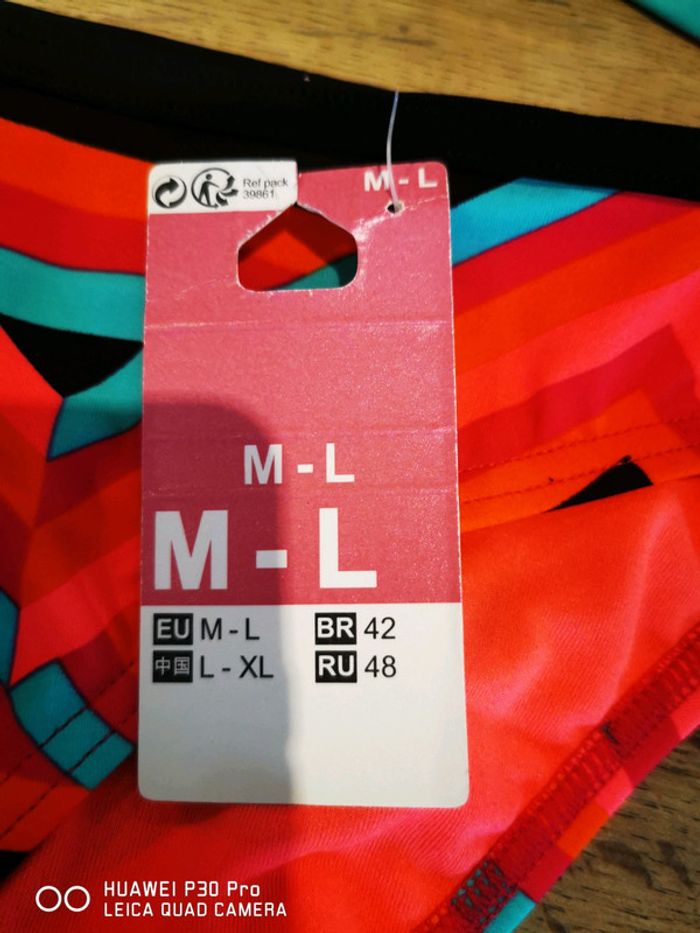 Ref pack
39861
M - L
M - L
M - L
EU M - L
BR 42
中国 L - XL
RU 48
HUAWEI P30 Pro
LEICA QUAD CAMERA